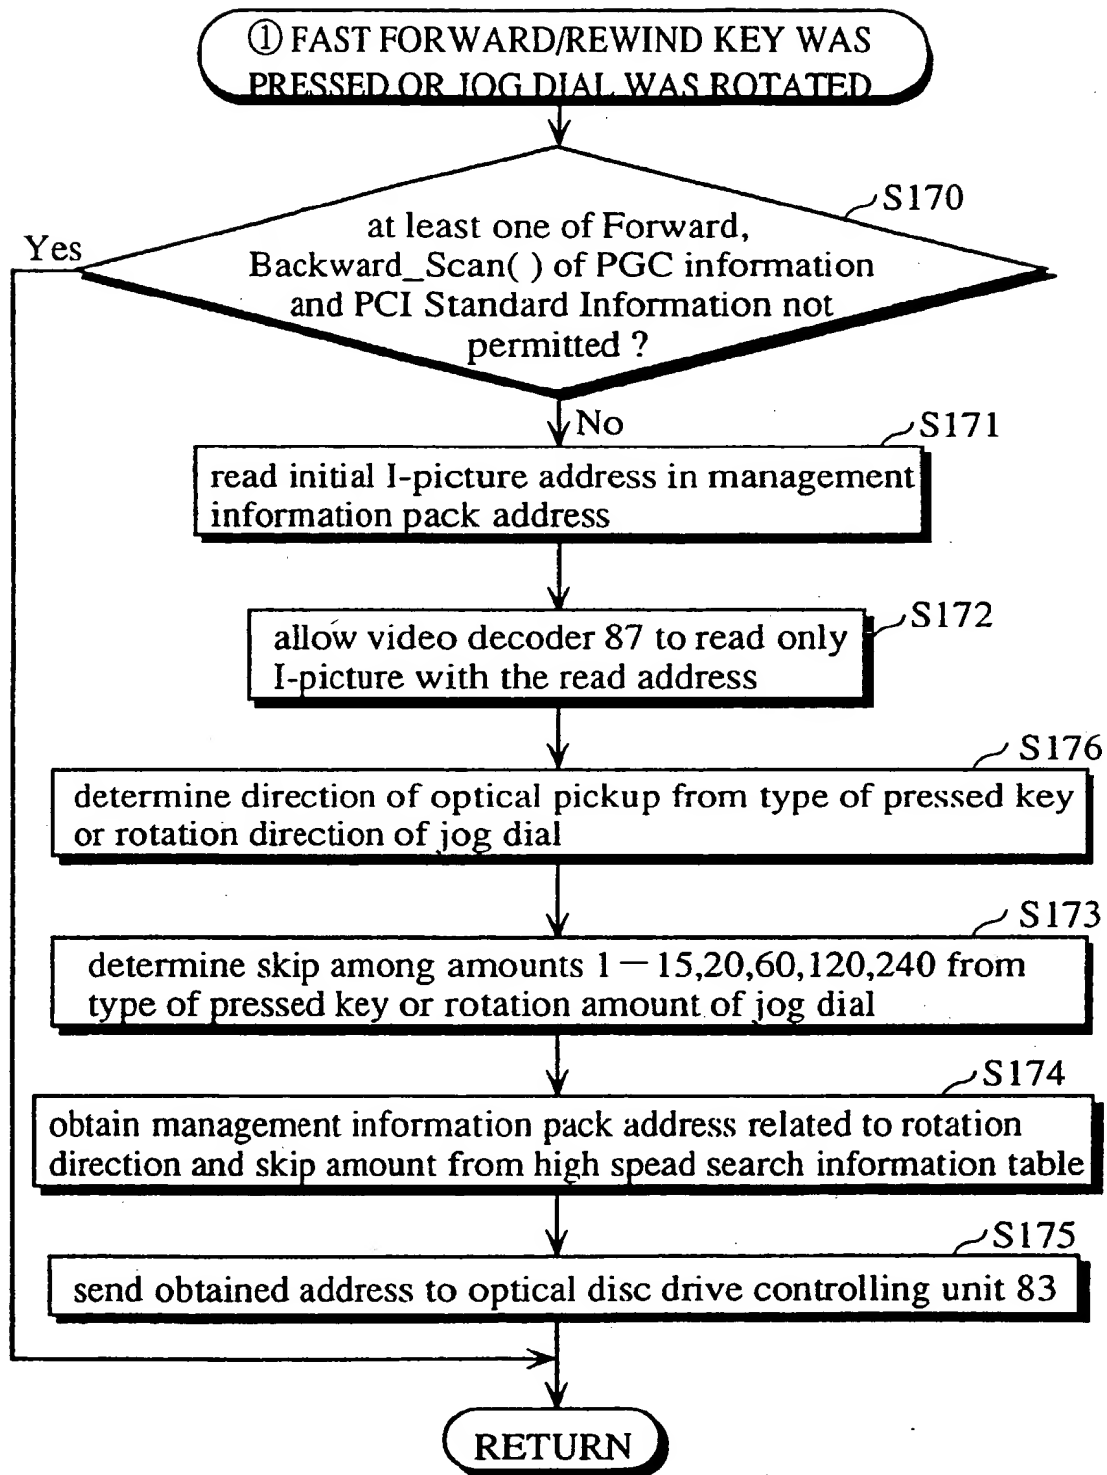 ① FAST FORWARD/REWIND KEY WAS
PRESSED OR JOG DIAL WAS ROTATED
S170
at least one of Forward,
Backward_Scan( ) of PGC information
and PCI Standard Information not
permitted ?
Yes
No
S171
read initial I-picture address in management
information pack address
S172
allow video decoder 87 to read only
I-picture with the read address
S176
determine direction of optical pickup from type of pressed key
or rotation direction of jog dial
S173
determine skip among amounts 1－15,20,60,120,240 from
type of pressed key or rotation amount of jog dial
S174
obtain management information pack address related to rotation
direction and skip amount from high spead search information table
S175
send obtained address to optical disc drive controlling unit 83
RETURN